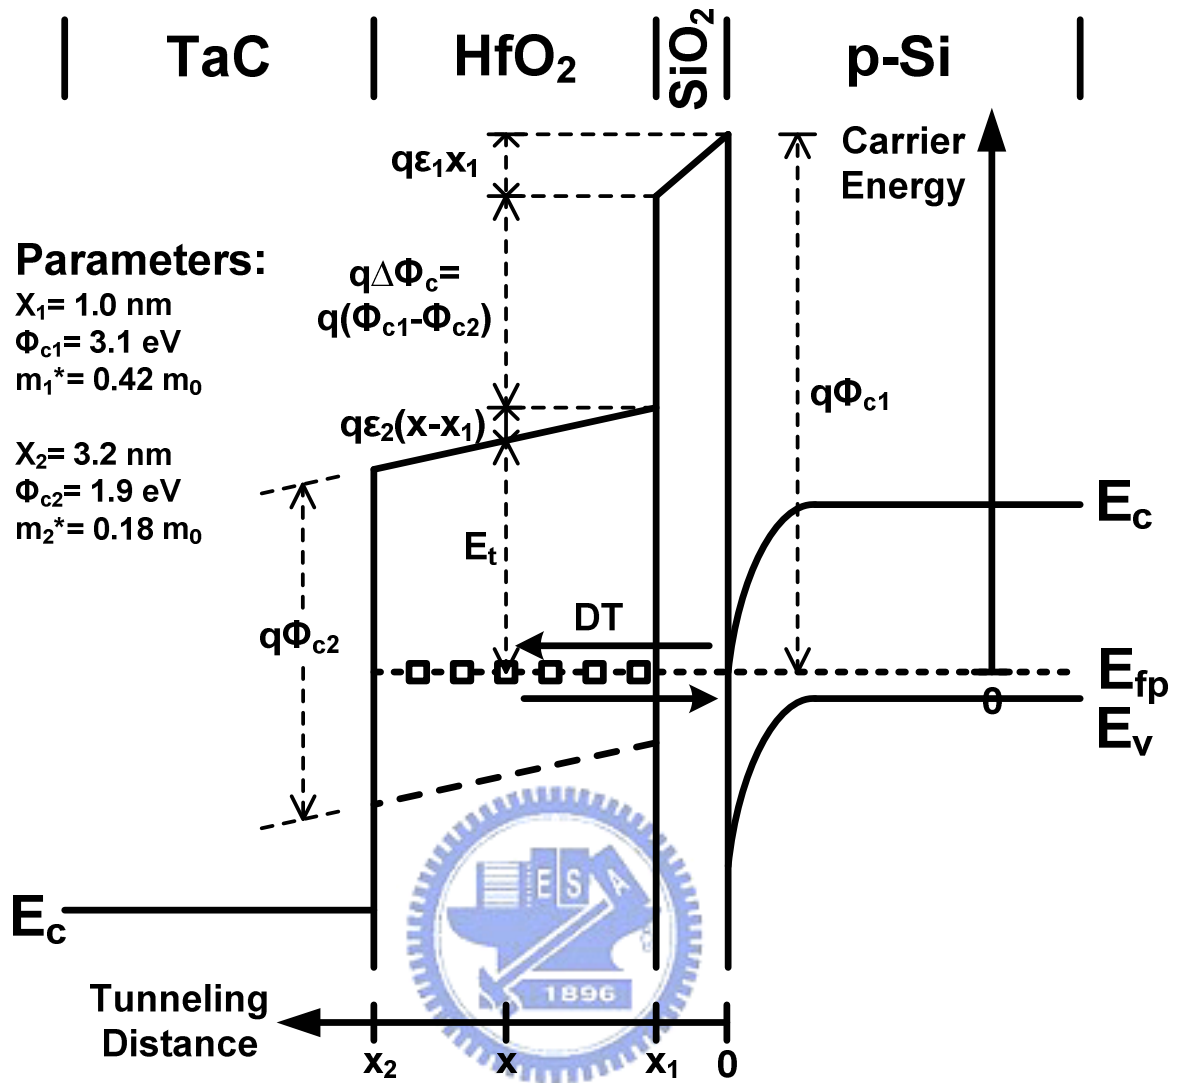 TaC
HfO₂
SiO₂
p-Si
Carrier
Energy
qε₁x₁
Parameters:
X₁= 1.0 nm
Φc1= 3.1 eV
m₁*= 0.42 m₀
X₂= 3.2 nm
Φc2= 1.9 eV
m₂*= 0.18 m₀
qΔΦc=
q(Φc1-Φc2)
qΦc1
qε₂(x-x₁)
Ec
Et
DT
qΦc2
Efp
0
Ev
ES A
1896
Ec
Tunneling
Distance
x₂
x
x₁
0